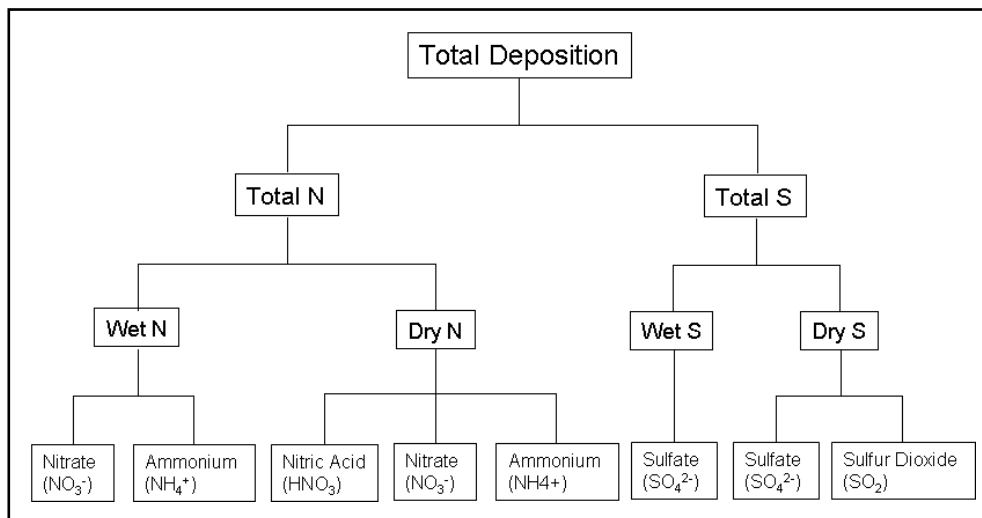 Total Deposition
Total N
Total S
Wet N
Dry N
Wet S
Dry S
Nitrate
(NO₃-)
Ammonium
(NH₄⁺)
Nitric Acid
(HNO₃)
Nitrate
(NO₃-)
Ammonium
(NH4+)
Sulfate
(SO₄²⁻)
Sulfate
(SO₄²⁻)
Sulfur Dioxide
(SO₂)